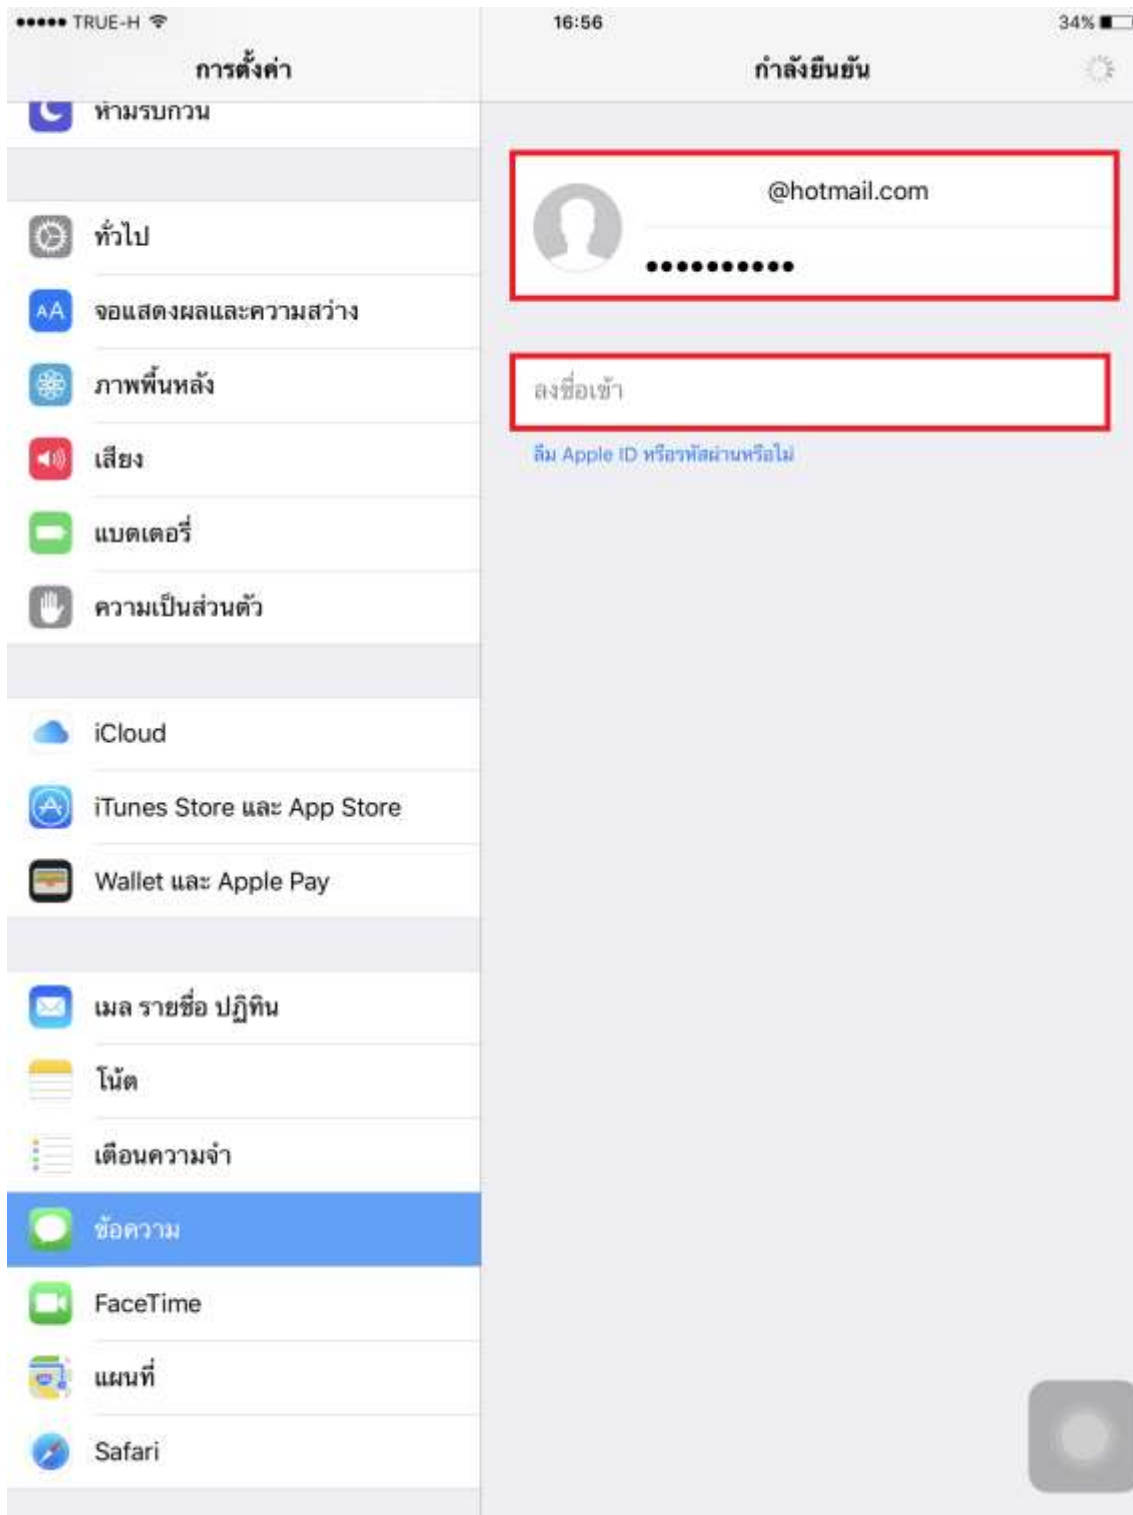 ●●●●● TRUE-H 16:56 34%
การตั้งค่า
กำลังยืนยัน
ห้ามรบกวน
ทั่วไป
จอแสดงผลและความสว่าง
ภาพพื้นหลัง
เสียง
แบตเตอรี่
ความเป็นส่วนตัว
iCloud
iTunes Store และ App Store
Wallet และ Apple Pay
เมล รายชื่อ ปฏิทิน
โน้ต
เตือนความจำ
ข้อความ
FaceTime
แผนที่
Safari
@hotmail.com
●●●●●●●●●●
ลงชื่อเข้า
ลืม Apple ID หรือรหัสผ่านหรือไม่